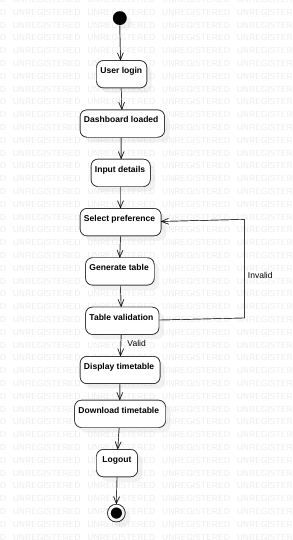 User login
Dashboard loaded
Input details
Select preference
Generate table
Invalid
Table validation
Valid
Display timetable
Download timetable
Logout